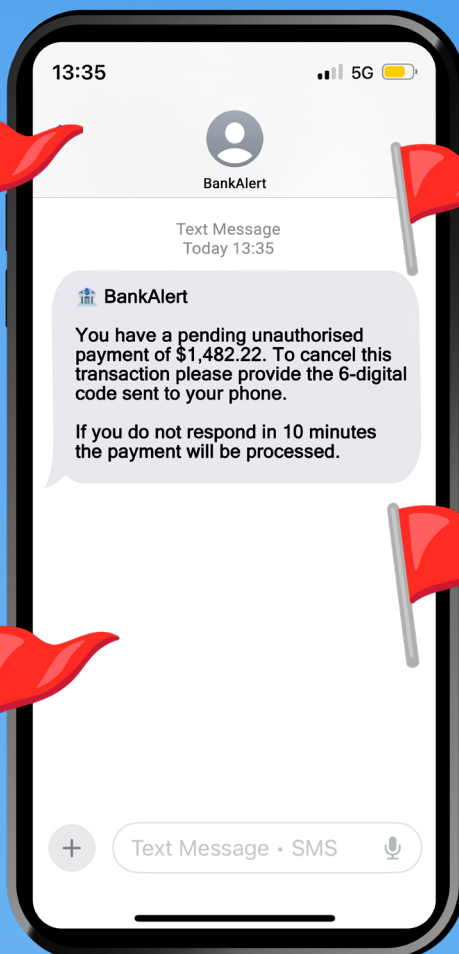 13:35
5G
BankAlert
Text Message
Today 13:35
BankAlert
You have a pending unauthorised
payment of $1,482.22. To cancel this
transaction please provide the 6-digital
code sent to your phone.
If you do not respond in 10 minutes
the payment will be processed.
Text Message • SMS